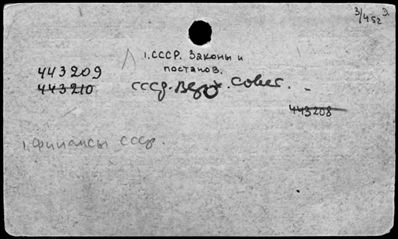 3/452
1. СССР. Законы и
постанов.
443209
443210
СССР. Верх. Совет.
443208
1. Финансы СССР.